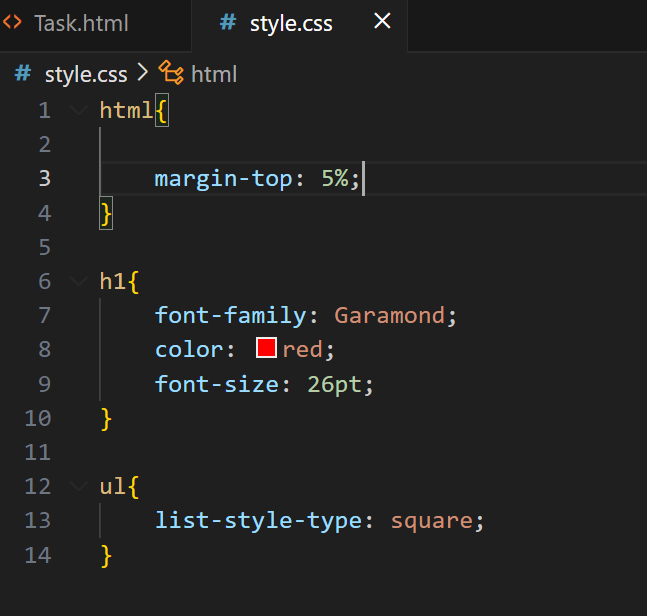 <> Task.html # style.css ×
# style.css > html
1 html{
2
3 margin-top: 5%;
4 }
5
6 h1{
7 font-family: Garamond;
8 color: red;
9 font-size: 26pt;
10 }
11
12 ul{
13 list-style-type: square;
14 }